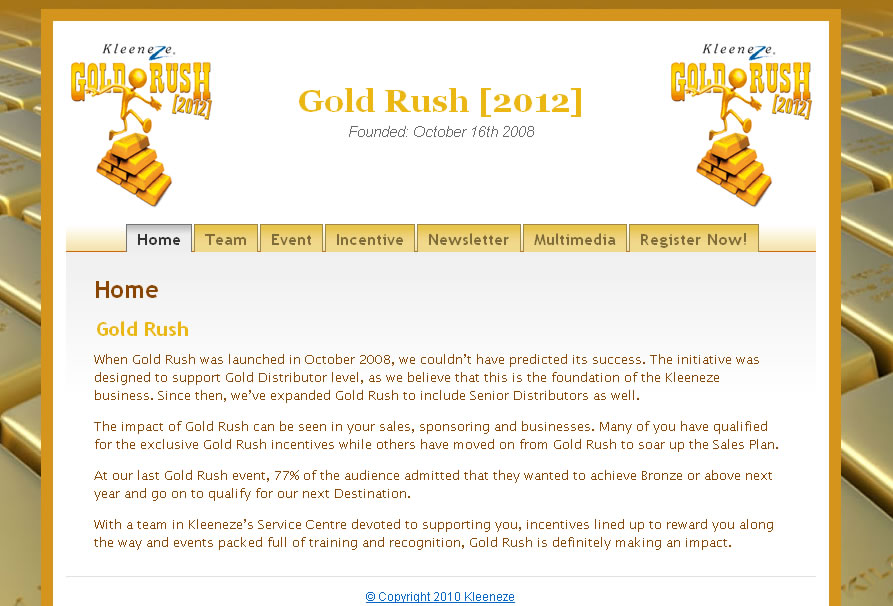 Kleeneze.
GOLD RUSH
[2012]
Kleeneze.
GOLD RUSH
[2012]
Gold Rush [2012]
Founded: October 16th 2008
Home Team Event Incentive Newsletter Multimedia Register Now!
Home
Gold Rush
When Gold Rush was launched in October 2008, we couldn't have predicted its success. The initiative was
designed to support Gold Distributor level, as we believe that this is the foundation of the Kleeneze
business. Since then, we've expanded Gold Rush to include Senior Distributors as well.
The impact of Gold Rush can be seen in your sales, sponsoring and businesses. Many of you have qualified
for the exclusive Gold Rush incentives while others have moved on from Gold Rush to soar up the Sales Plan.
At our last Gold Rush event, 77% of the audience admitted that they wanted to achieve Bronze or above next
year and go on to qualify for our next Destination.
With a team in Kleeneze's Service Centre devoted to supporting you, incentives lined up to reward you along
the way and events packed full of training and recognition, Gold Rush is definitely making an impact.
© Copyright 2010 Kleeneze